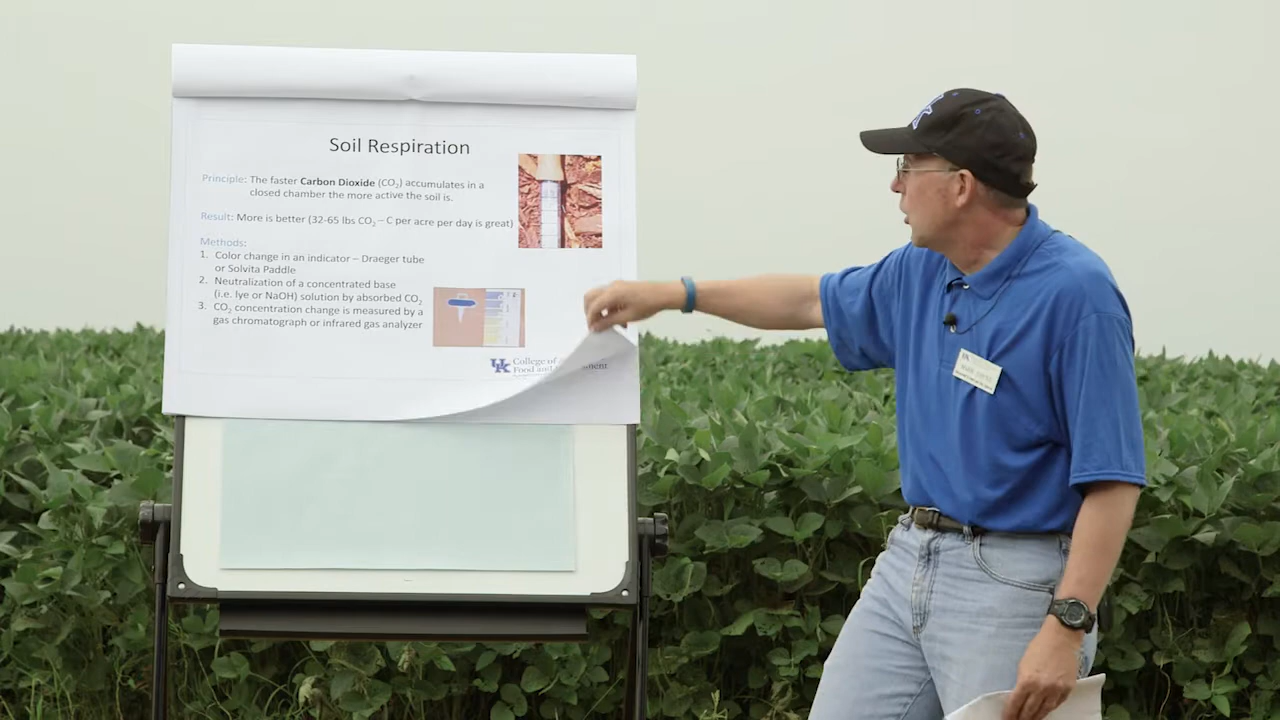 Soil Respiration
Principle: The faster Carbon Dioxide (CO₂) accumulates in a
closed chamber the more active the soil is.
Result: More is better (32-65 lbs CO₂ – C per acre per day is great)
Methods:
1. Color change in an indicator – Draeger tube
or Solvita Paddle
2. Neutralization of a concentrated base
(i.e. lye or NaOH) solution by absorbed CO₂
3. CO₂ concentration change is measured by a
gas chromatograph or infrared gas analyzer
UK College of
Food and